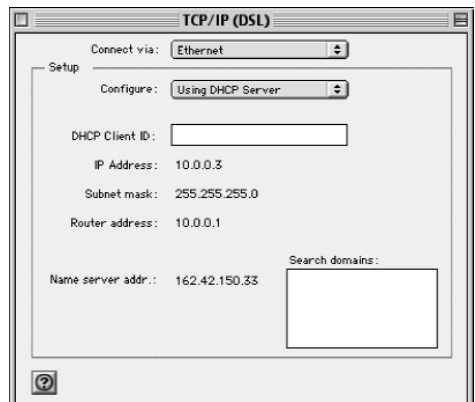 TCP/IP (DSL)
Connect via: Ethernet
Setup
Configure: Using DHCP Server
DHCP Client ID:
IP Address: 10.0.0.3
Subnet mask: 255.255.255.0
Router address: 10.0.0.1
Search domains:
Name server addr.: 162.42.150.33
?